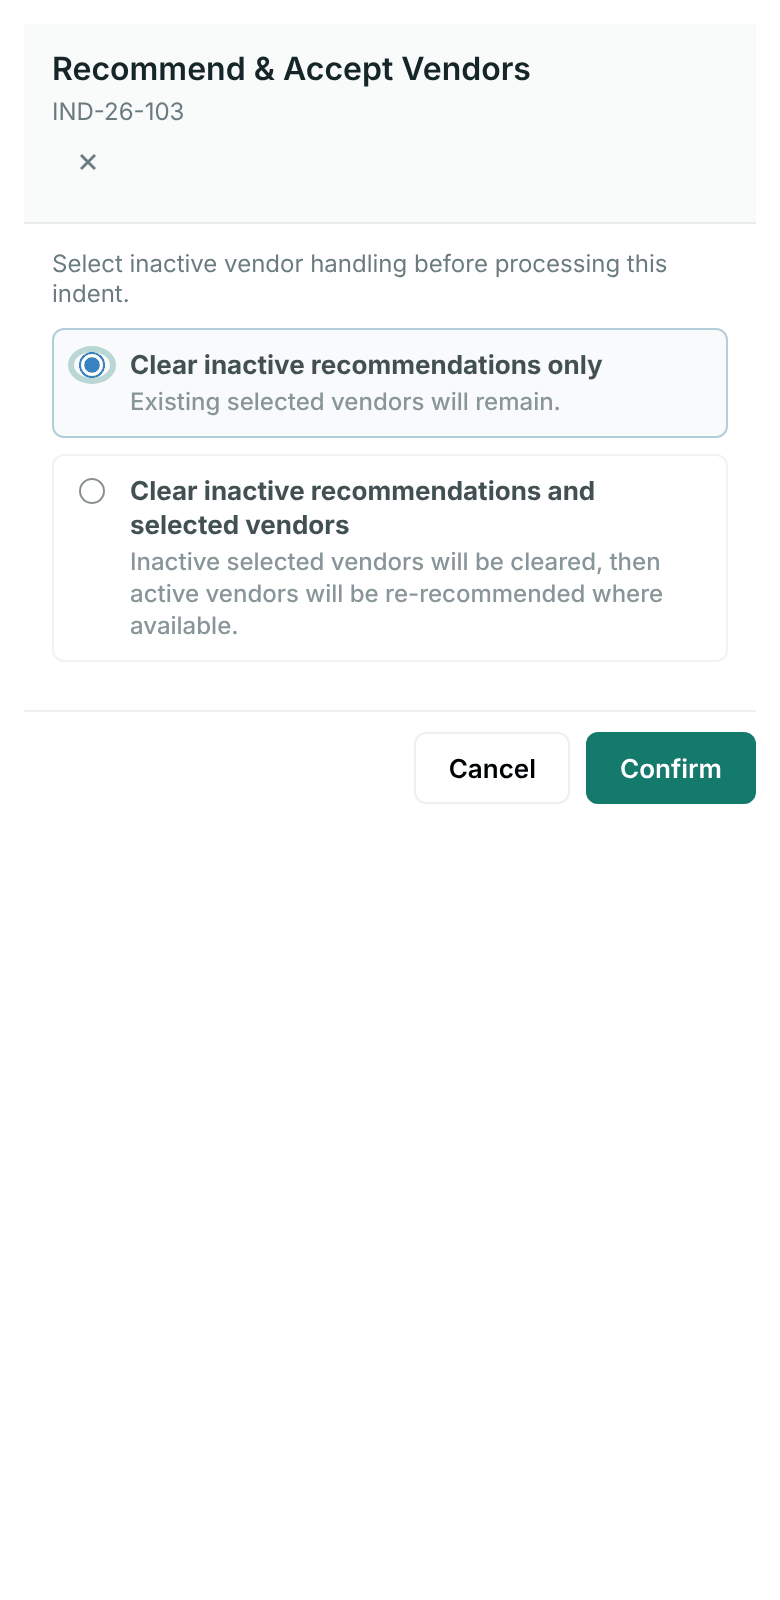 Recommend & Accept Vendors
IND-26-103
✕
Select inactive vendor handling before processing this
indent.
Clear inactive recommendations only
Existing selected vendors will remain.
Clear inactive recommendations and
selected vendors
Inactive selected vendors will be cleared, then
active vendors will be re-recommended where
available.
Cancel
Confirm